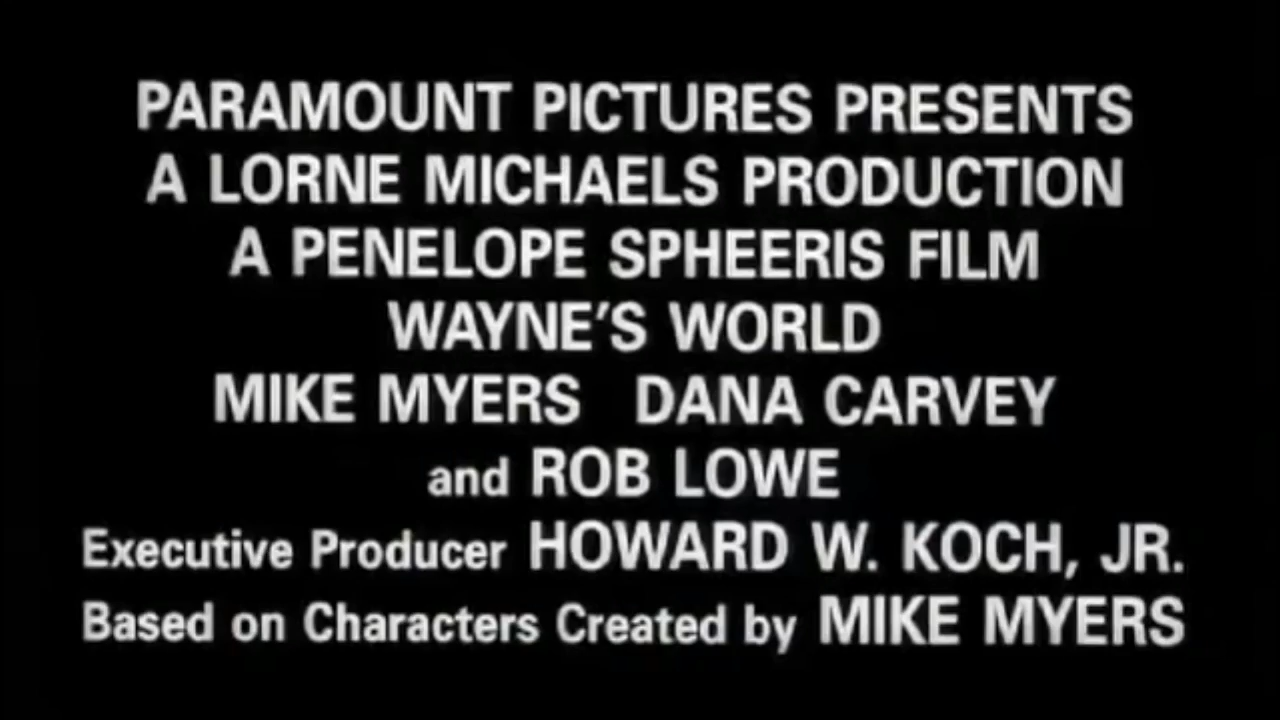 PARAMOUNT PICTURES PRESENTS
A LORNE MICHAELS PRODUCTION
A PENELOPE SPHEERIS FILM
WAYNE'S WORLD
MIKE MYERS DANA CARVEY
and ROB LOWE
Executive Producer HOWARD W. KOCH, JR.
Based on Characters Created by MIKE MYERS